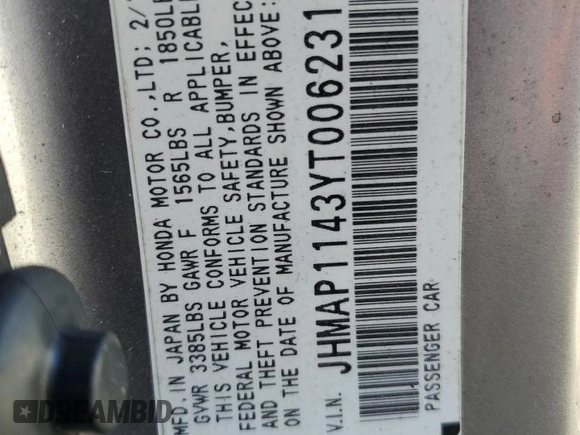 MFD. IN JAPAN BY HONDA MOTOR CO.,LTD; 2/
GVWR 3385LBS GAWR F 1565LBS R 1850LB
THIS VEHICLE CONFORMS TO ALL APPLICABLE
FEDERAL MOTOR VEHICLE SAFETY,BUMPER,
AND THEFT PREVENTION STANDARDS IN EFFECT
ON THE DATE OF MANUFACTURE SHOWN ABOVE:
V.I.N. JHMAP1143YT006231
PASSENGER CAR
DREAMBID